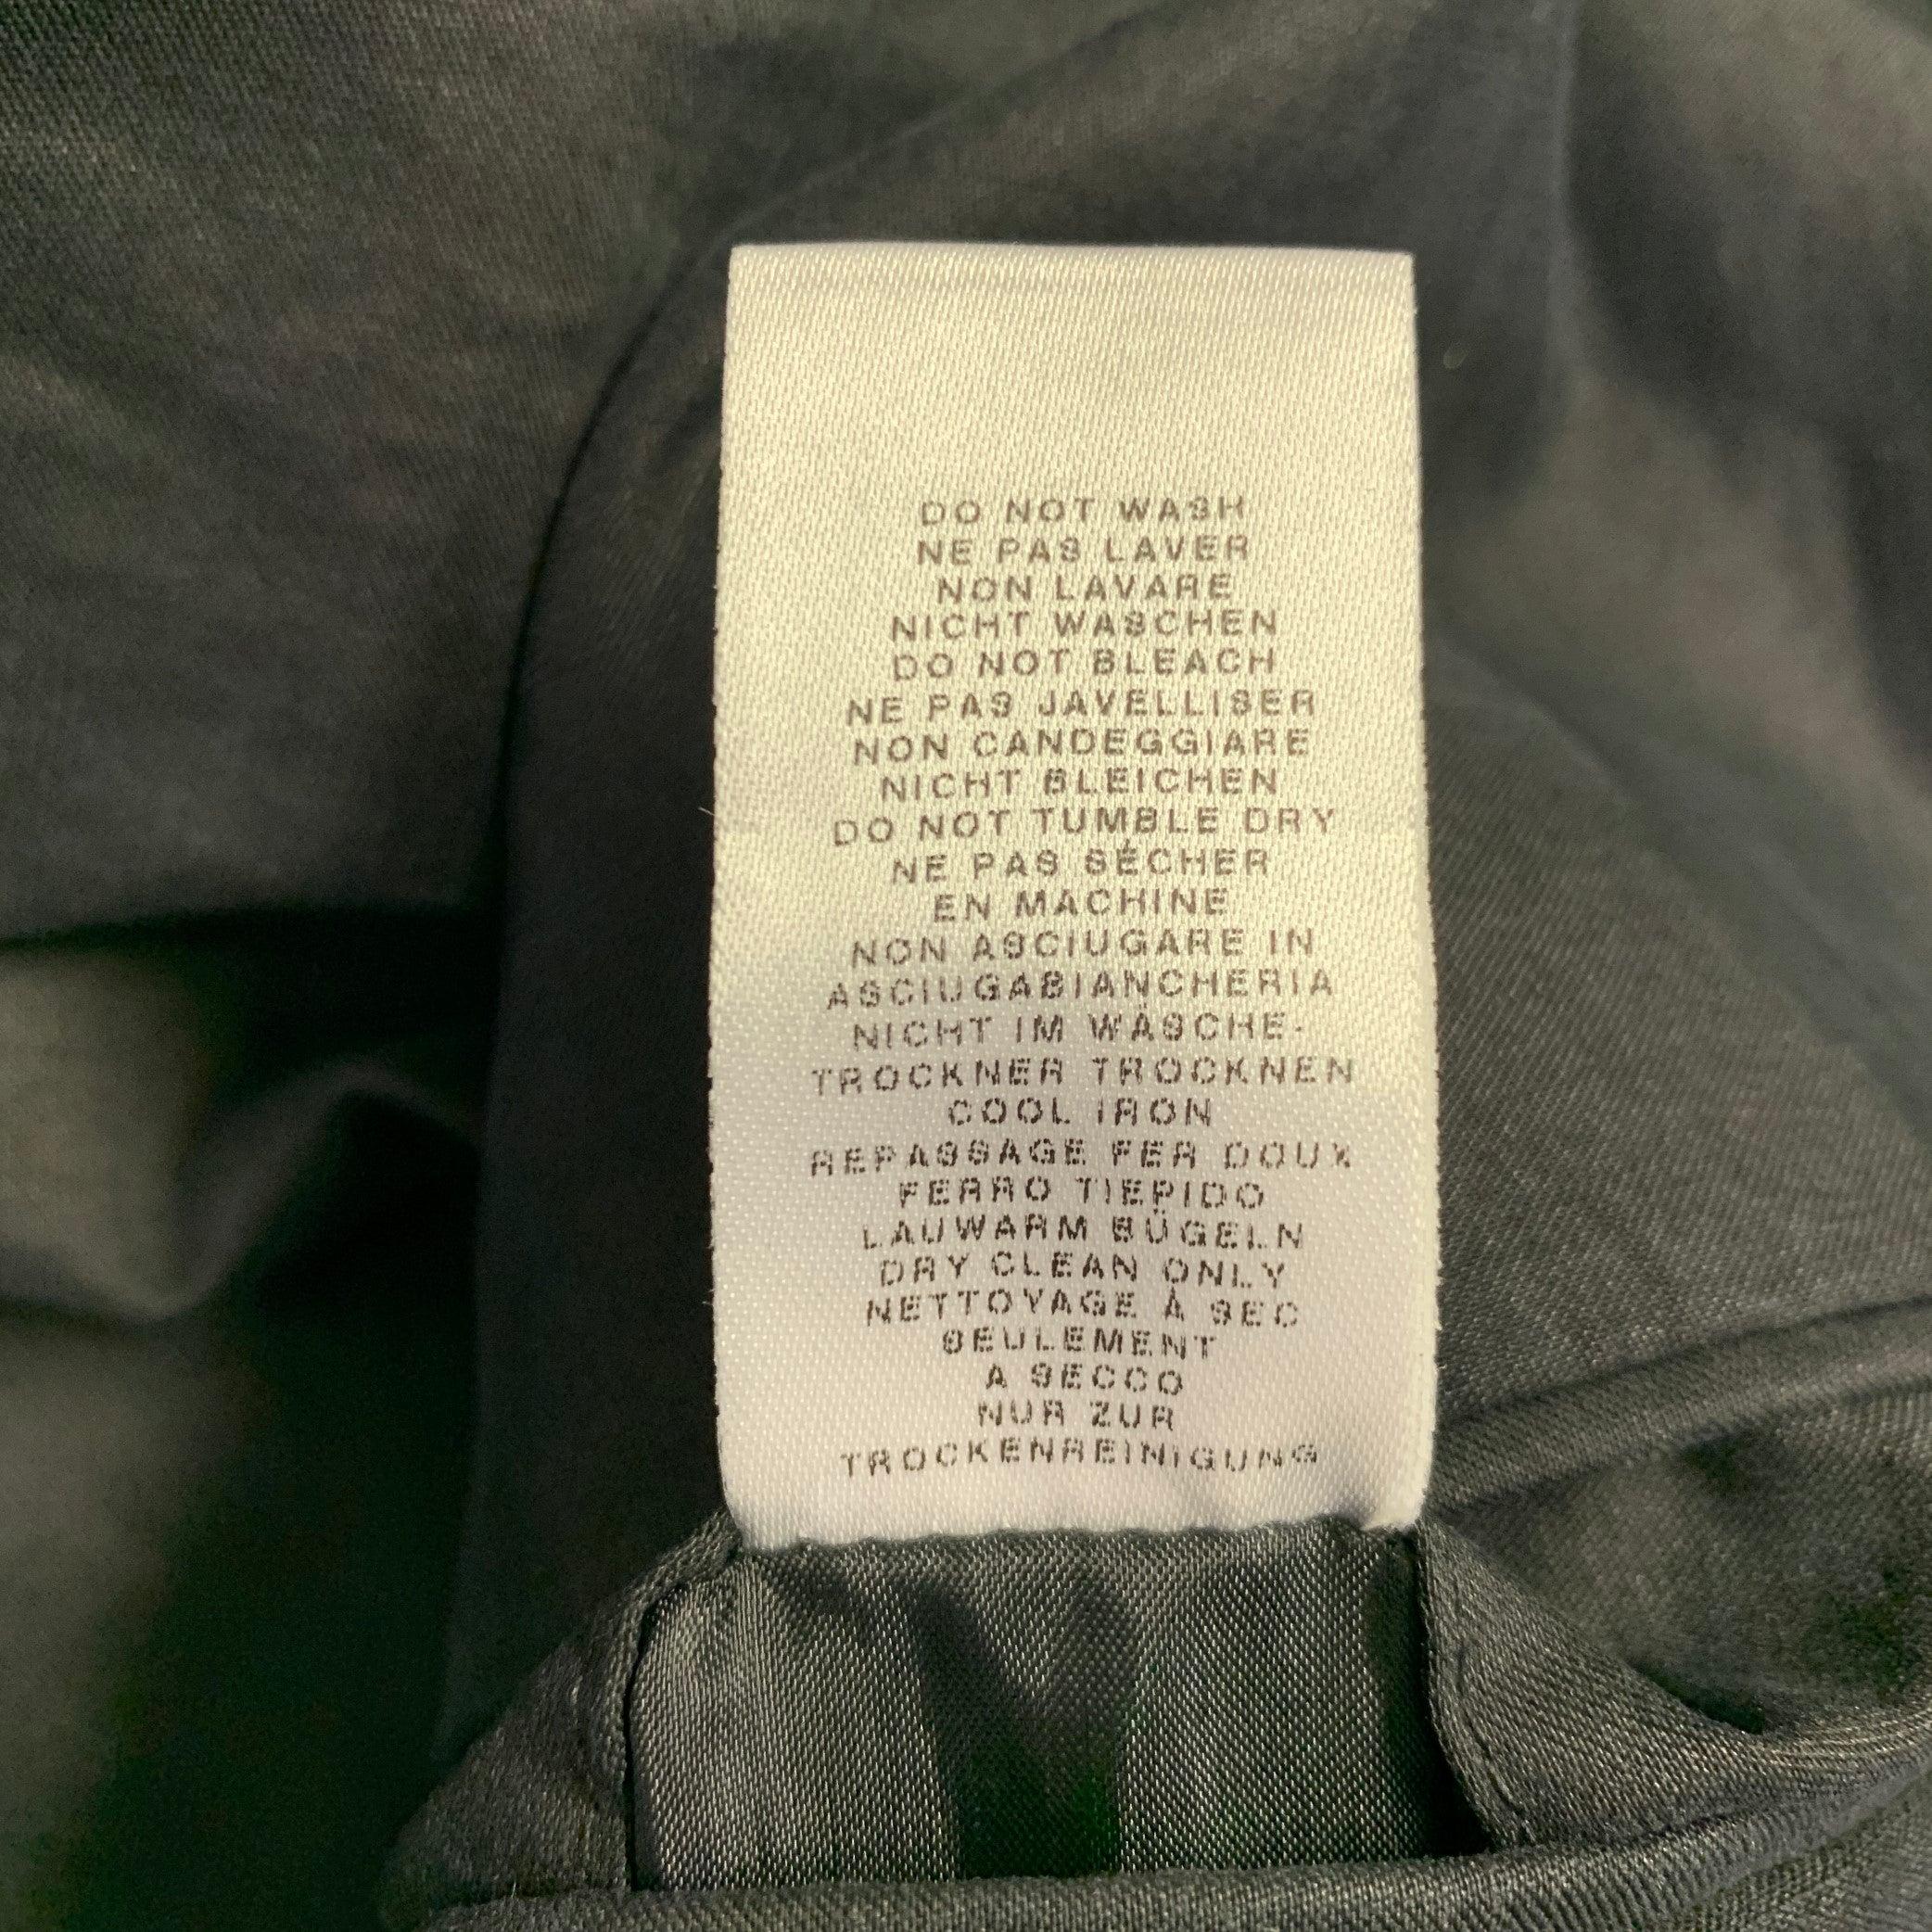 DO NOT WASH
NE PAS LAVER
NON LAVARE
NICHT WASCHEN
DO NOT BLEACH
NE PAS JAVELLISER
NON CANDEGGIARE
NICHT BLEICHEN
DO NOT TUMBLE DRY
NE PAS SÉCHER
EN MACHINE
NON ASCIUGARE IN
ASCIUGABIANCHERIA
NICHT IM WÄSCHE-
TROCKNER TROCKNEN
COOL IRON
REPASSAGE FER DOUX
FERRO TIEPIDO
LAUWARM BÜGELN
DRY CLEAN ONLY
NETTOYAGE À SEC
SEULEMENT
A SECCO
NUR ZUR
TROCKENREINIGUNG